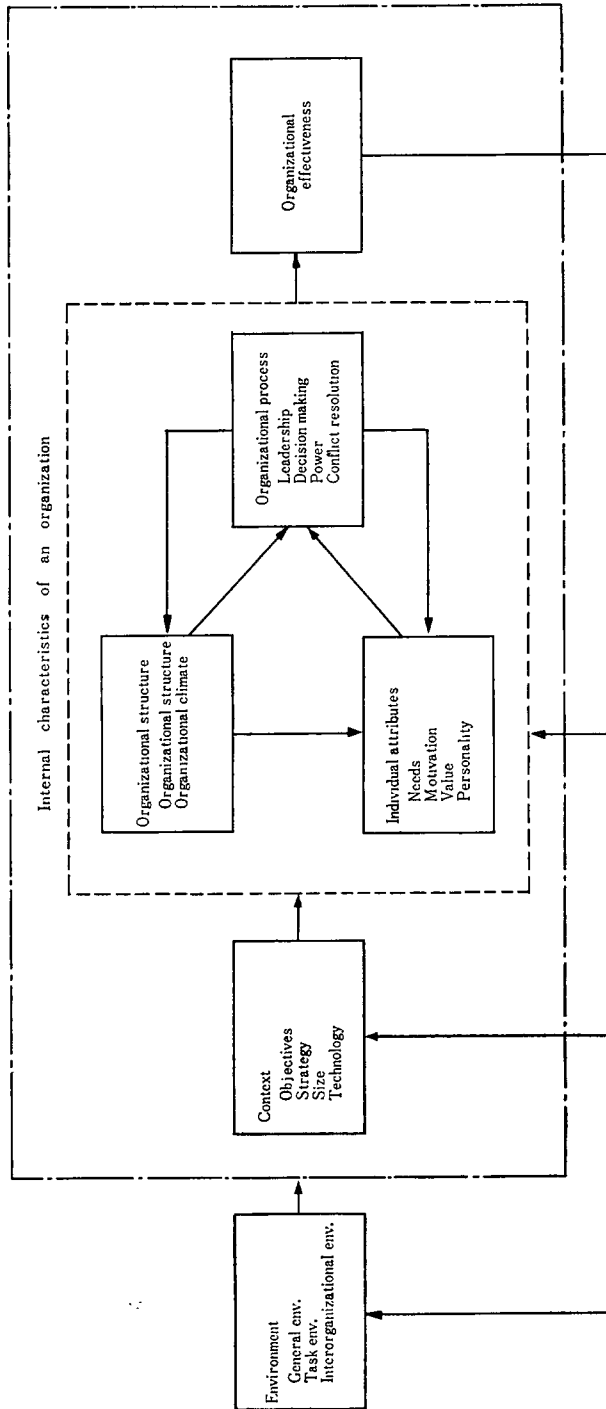 Internal characteristics of an organization
Environment
General env.
Task env.
Interorganizational env.
Context
Objectives
Strategy
Size
Technology
Organizational structure
Organizational structure
Organizational climate
Individual attributes
Needs
Motivation
Value
Personality
Organizational process
Leadership
Decision making
Power
Conflict resolution
Organizational
effectiveness